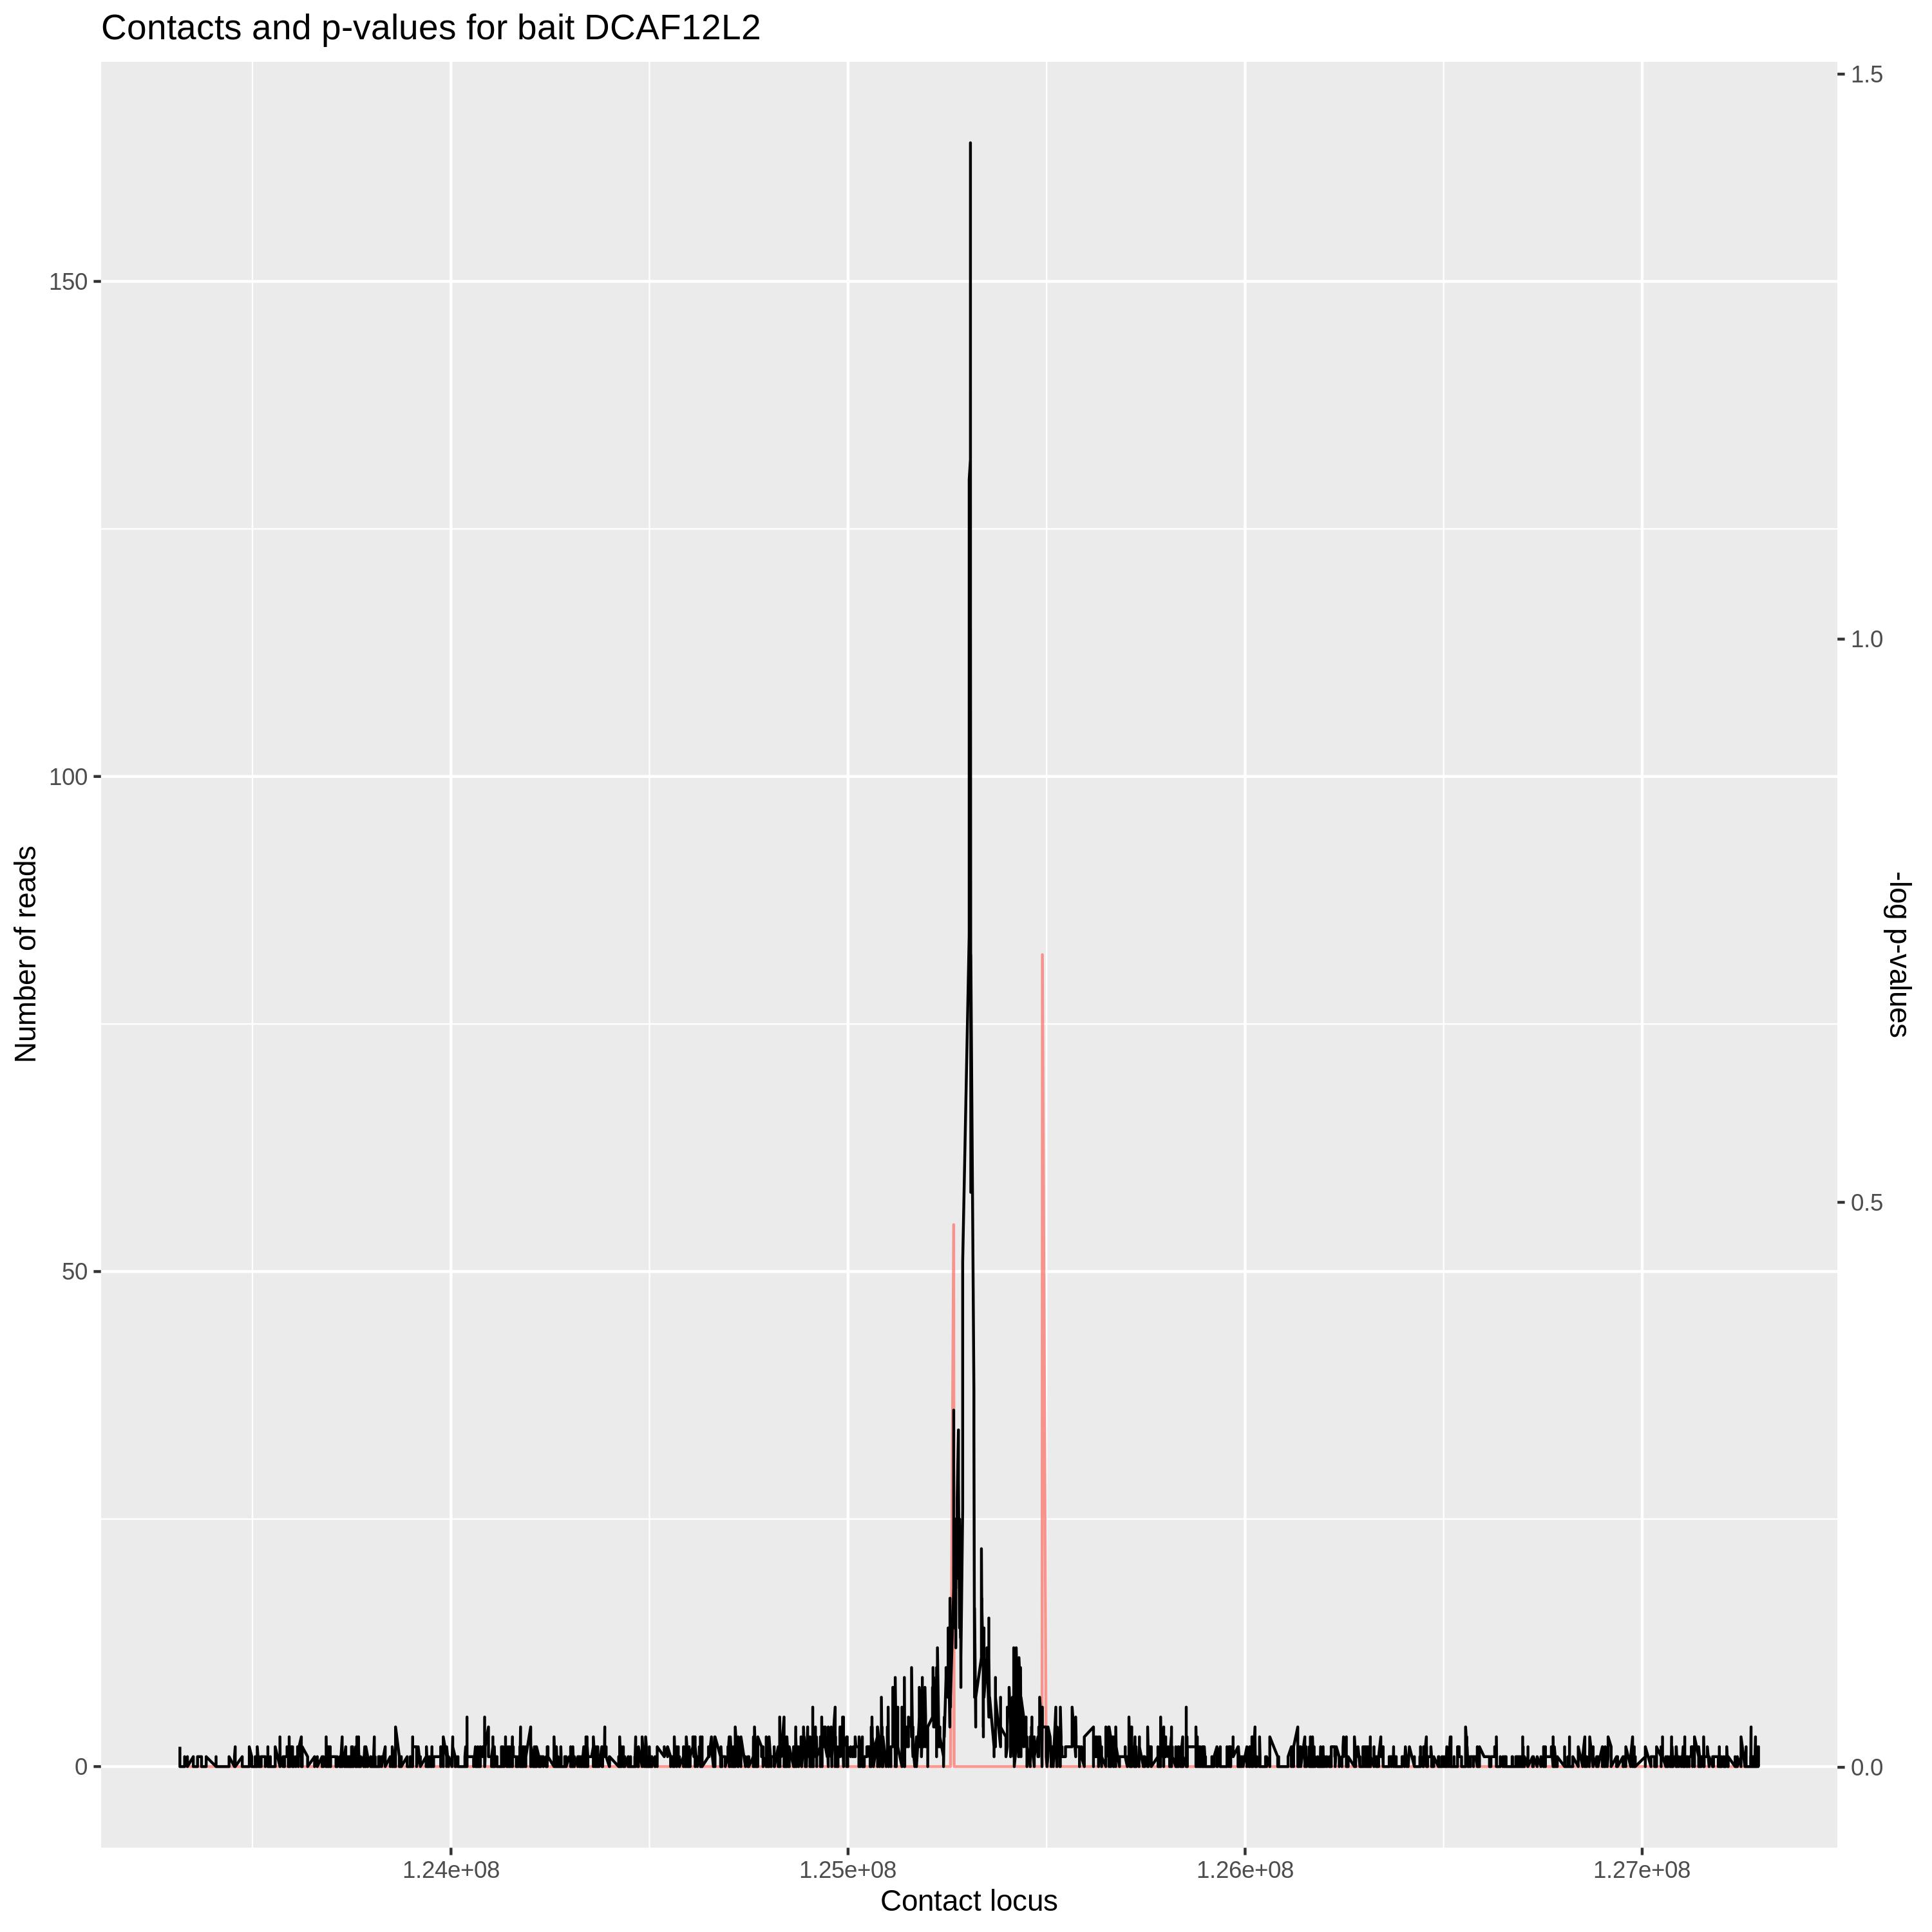 Contacts and p-values for bait DCAF12L2
Number of reads
150
100
50
0
1.5
1.0
0.5
0.0
-log p-values
1.24e+08 1.25e+08 1.26e+08 1.27e+08
Contact locus